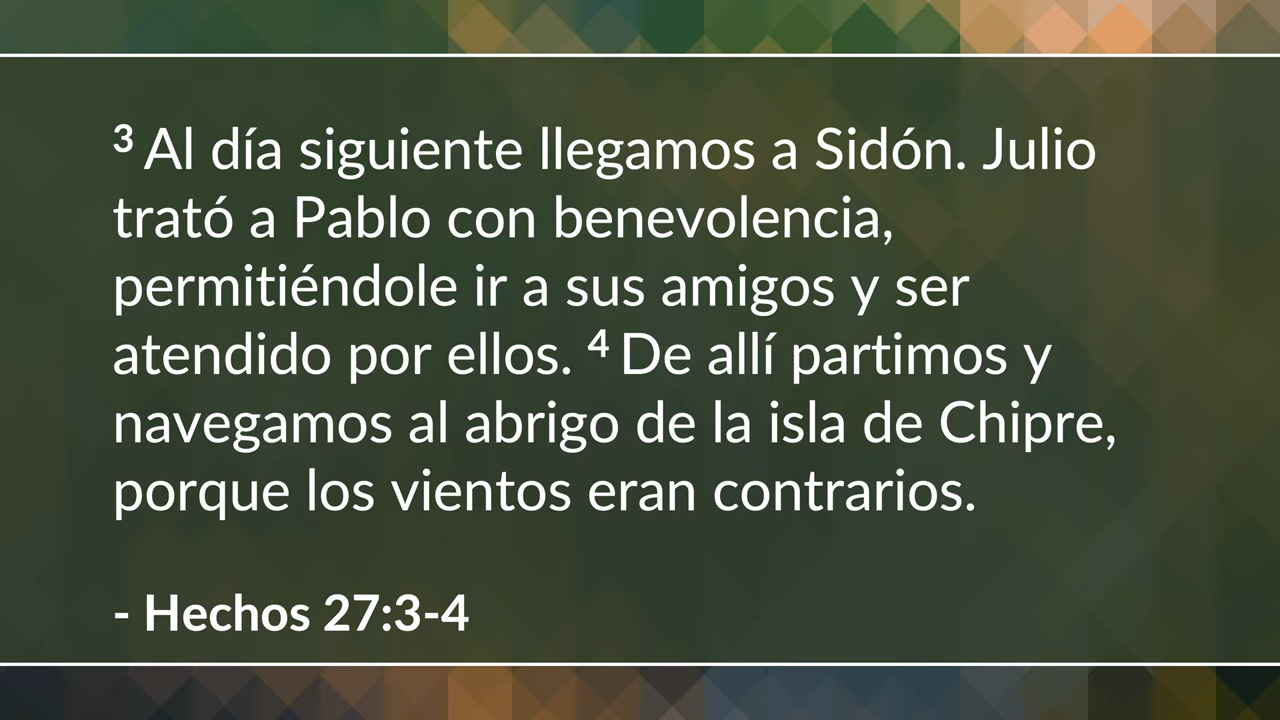 3 Al día siguiente llegamos a Sidón. Julio
trató a Pablo con benevolencia,
permitiéndole ir a sus amigos y ser
atendido por ellos. 4 De allí partimos y
navegamos al abrigo de la isla de Chipre,
porque los vientos eran contrarios.
- Hechos 27:3-4